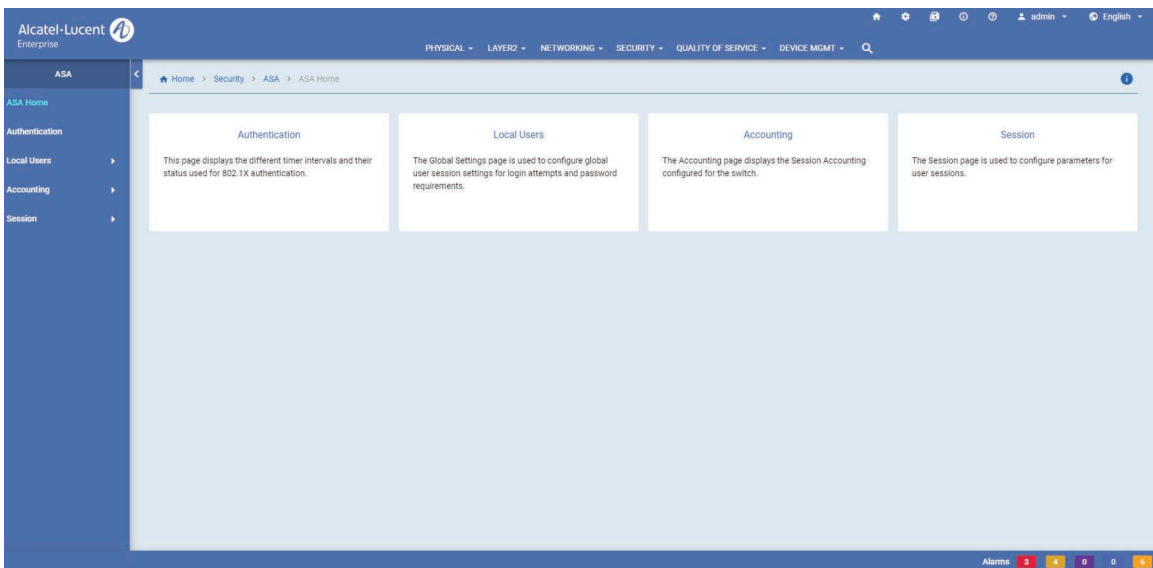 Alcatel·Lucent
Enterprise
admin
English
PHYSICAL
LAYER2
NETWORKING
SECURITY
QUALITY OF SERVICE
DEVICE MGMT
ASA
Home > Security > ASA > ASA Home
ASA Home
Authentication
Local Users
Accounting
Session
Authentication
This page displays the different timer intervals and their
status used for 802.1X authentication.
Local Users
The Global Settings page is used to configure global
user session settings for login attempts and password
requirements.
Accounting
The Accounting page displays the Session Accounting
configured for the switch.
Session
The Session page is used to configure parameters for
user sessions.
Alarms 3 4 0 0 6